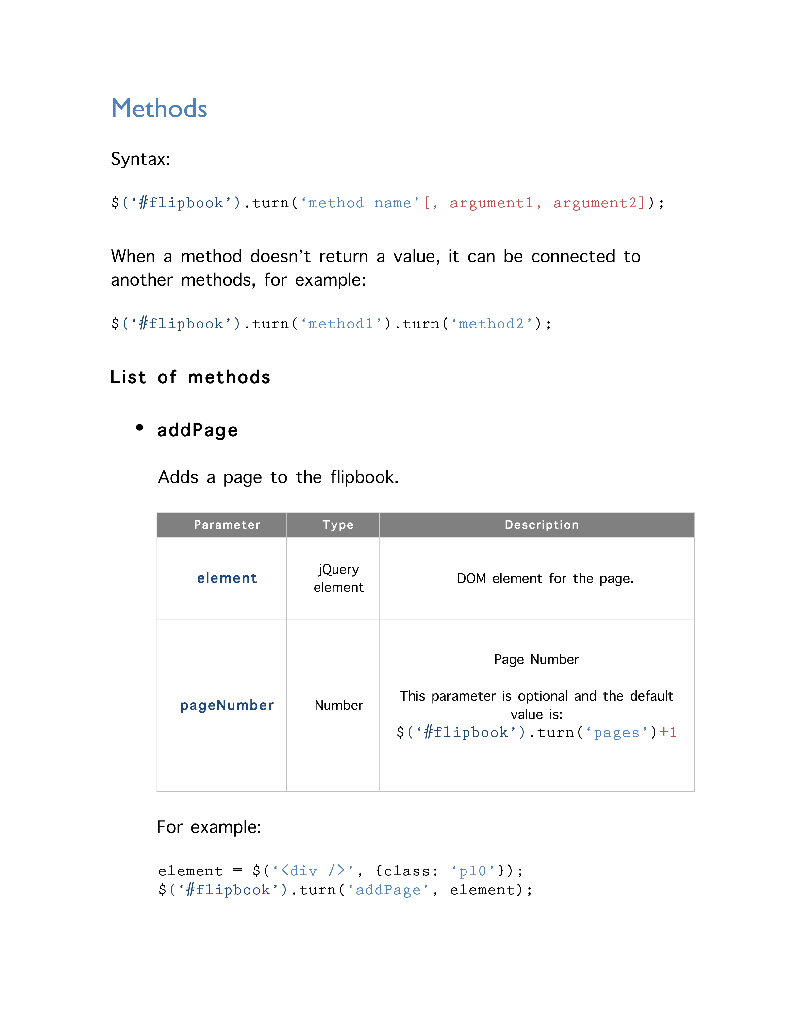 Methods
Syntax:
$(‘#flipbook’).turn(‘method name’[, argument1, argument2]);
When a method doesn’t return a value, it can be connected to
another methods, for example:
$(‘#flipbook’).turn(‘method1’).turn(‘method2’);
List of methods
• addPage
Adds a page to the flipbook.
Parameter Type Description
element jQuery element DOM element for the page.
Page Number
pageNumber Number This parameter is optional and the default
value is:
$(‘#flipbook’).turn(‘pages’)+1
For example:
element = $(‘<div />’, {class: ‘p10’});
$(‘#flipbook’).turn(‘addPage’, element);